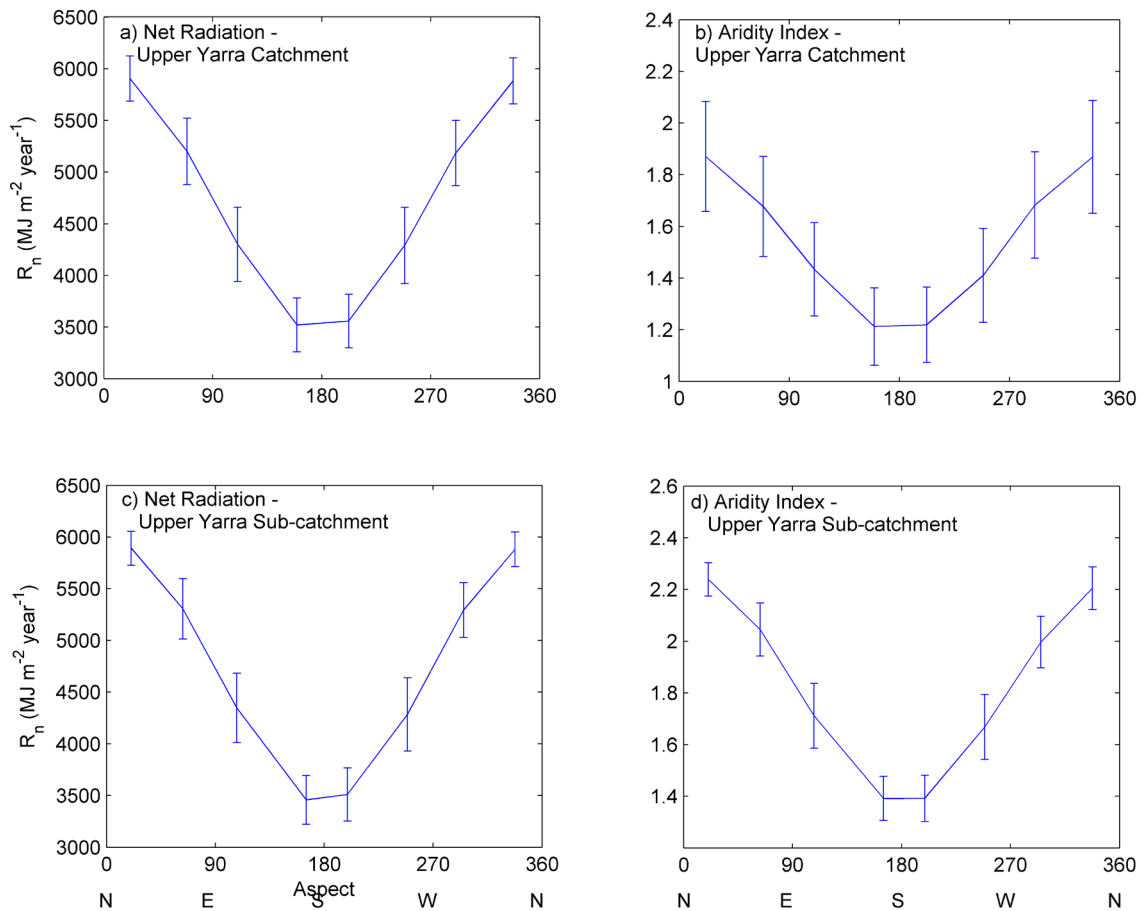 a) Net Radiation -
Upper Yarra Catchment
6500
6000
5500
5000
4500
4000
3500
3000
Rn (MJ m-2 year-1)
0 90 180 270 360
b) Aridity Index -
Upper Yarra Catchment
2.4
2.2
2
1.8
1.6
1.4
1.2
1
0 90 180 270 360
c) Net Radiation -
Upper Yarra Sub-catchment
6500
6000
5500
5000
4500
4000
3500
3000
Rn (MJ m-2 year-1)
0 90 180 270 360
Aspect
N E S W N
d) Aridity Index -
Upper Yarra Sub-catchment
2.6
2.4
2.2
2
1.8
1.6
1.4
0 90 180 270 360
N E S W N